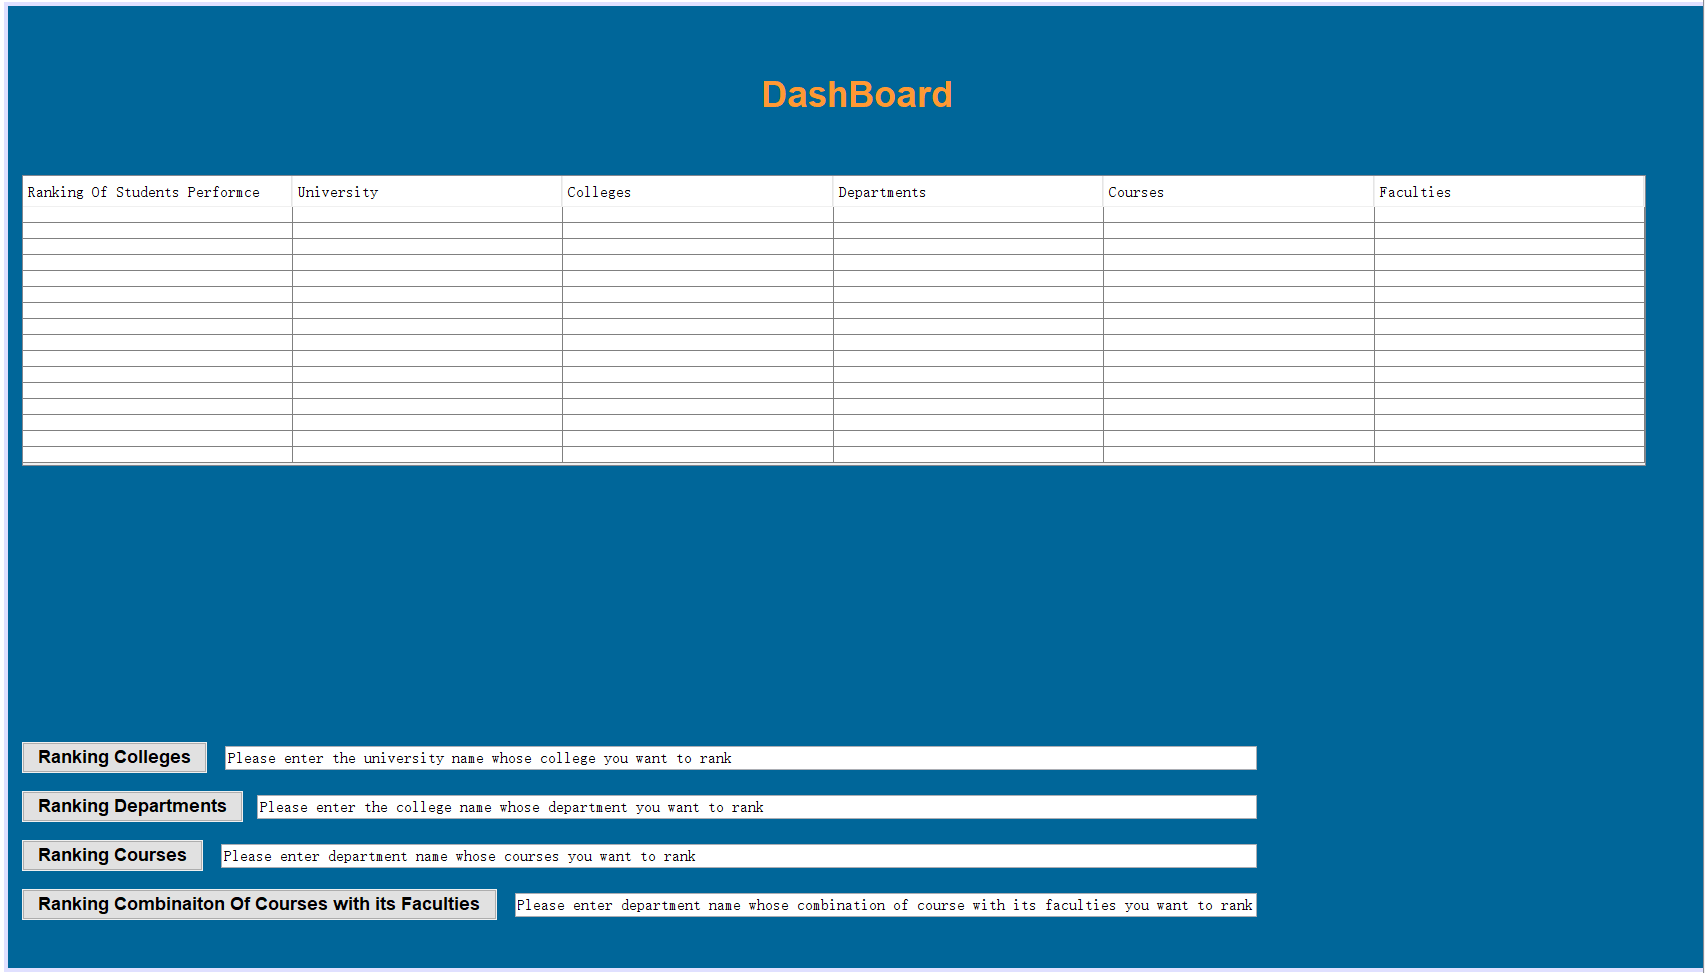 DashBoard
Ranking Of Students Performce University Colleges Departments Courses Faculties
Ranking Colleges Please enter the university name whose college you want to rank
Ranking Departments Please enter the college name whose department you want to rank
Ranking Courses Please enter department name whose courses you want to rank
Ranking Combinaiton Of Courses with its Faculties Please enter department name whose combination of course with its faculties you want to rank